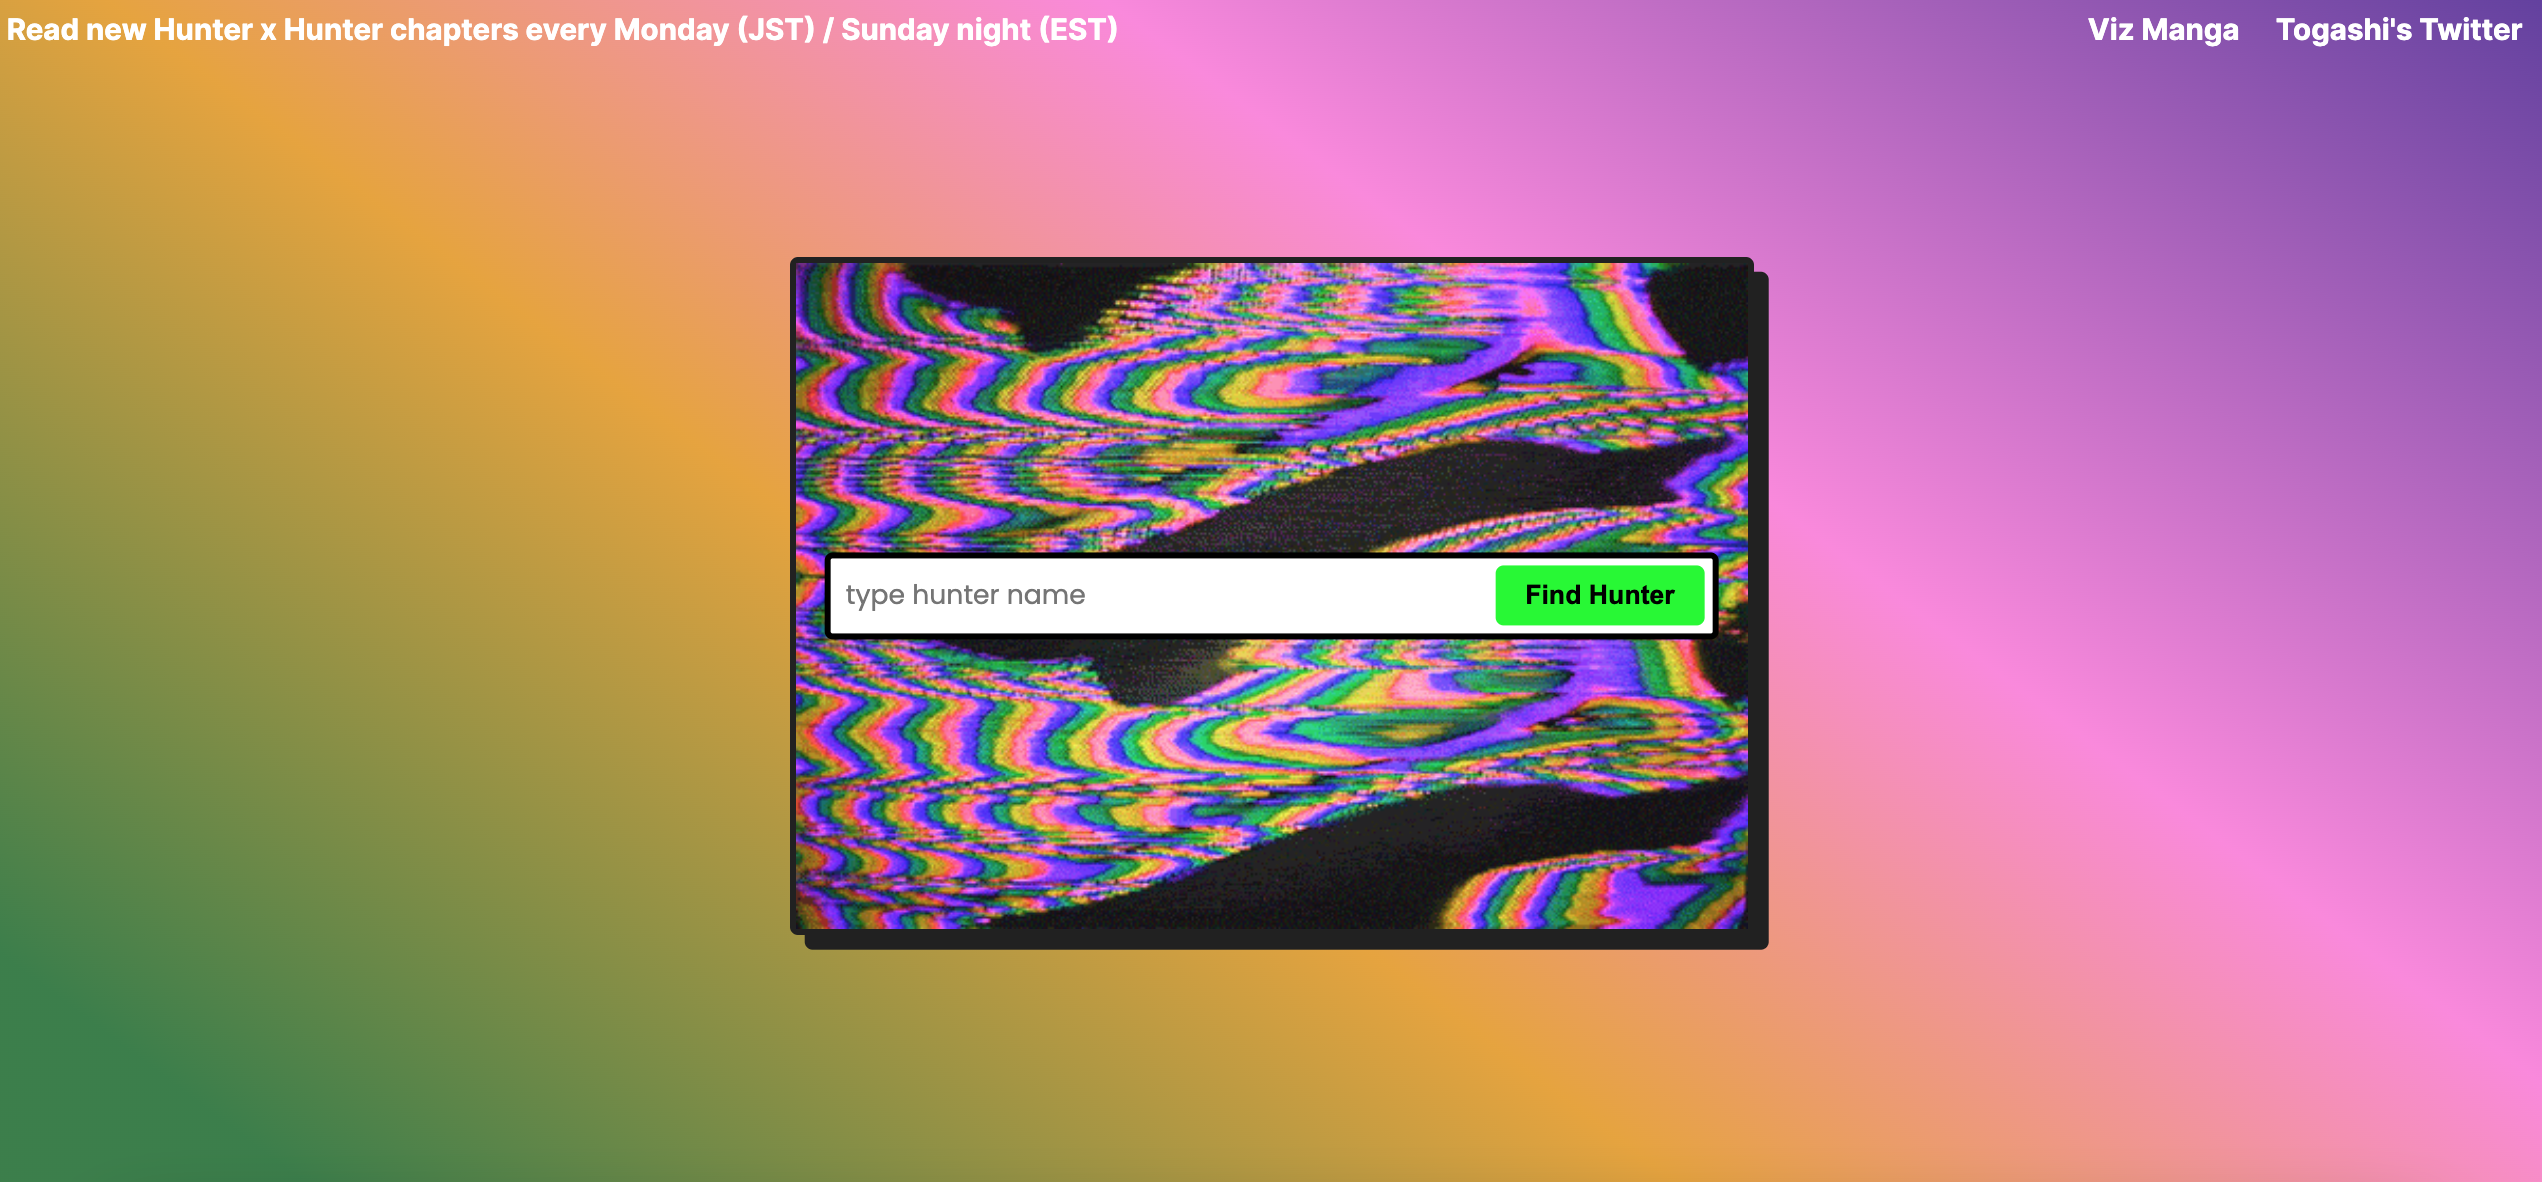 Read new Hunter x Hunter chapters every Monday (JST) / Sunday night (EST)
Viz Manga
Togashi's Twitter
type hunter name
Find Hunter